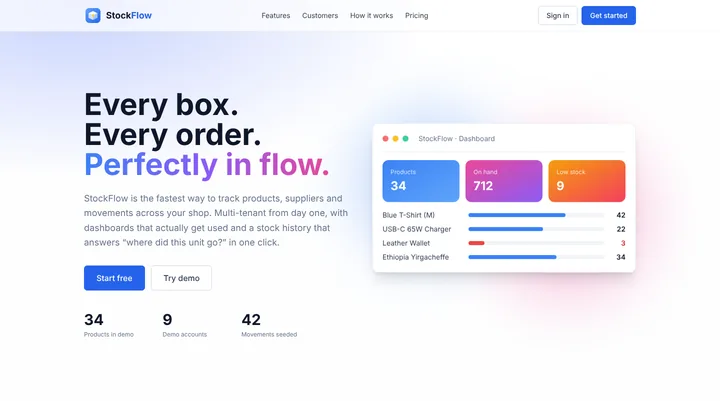 StockFlow
Features Customers How it works Pricing
Sign in Get started
Every box.
Every order.
Perfectly in flow.
StockFlow is the fastest way to track products, suppliers and
movements across your shop. Multi-tenant from day one, with
dashboards that actually get used and a stock history that
answers “where did this unit go?” in one click.
Start free Try demo
34 9 42
Products in demo Demo accounts Movements seeded
StockFlow · Dashboard
Products On hand Low stock
34 712 9
Blue T-Shirt (M) 42
USB-C 65W Charger 22
Leather Wallet 3
Ethiopia Yirgacheffe 34